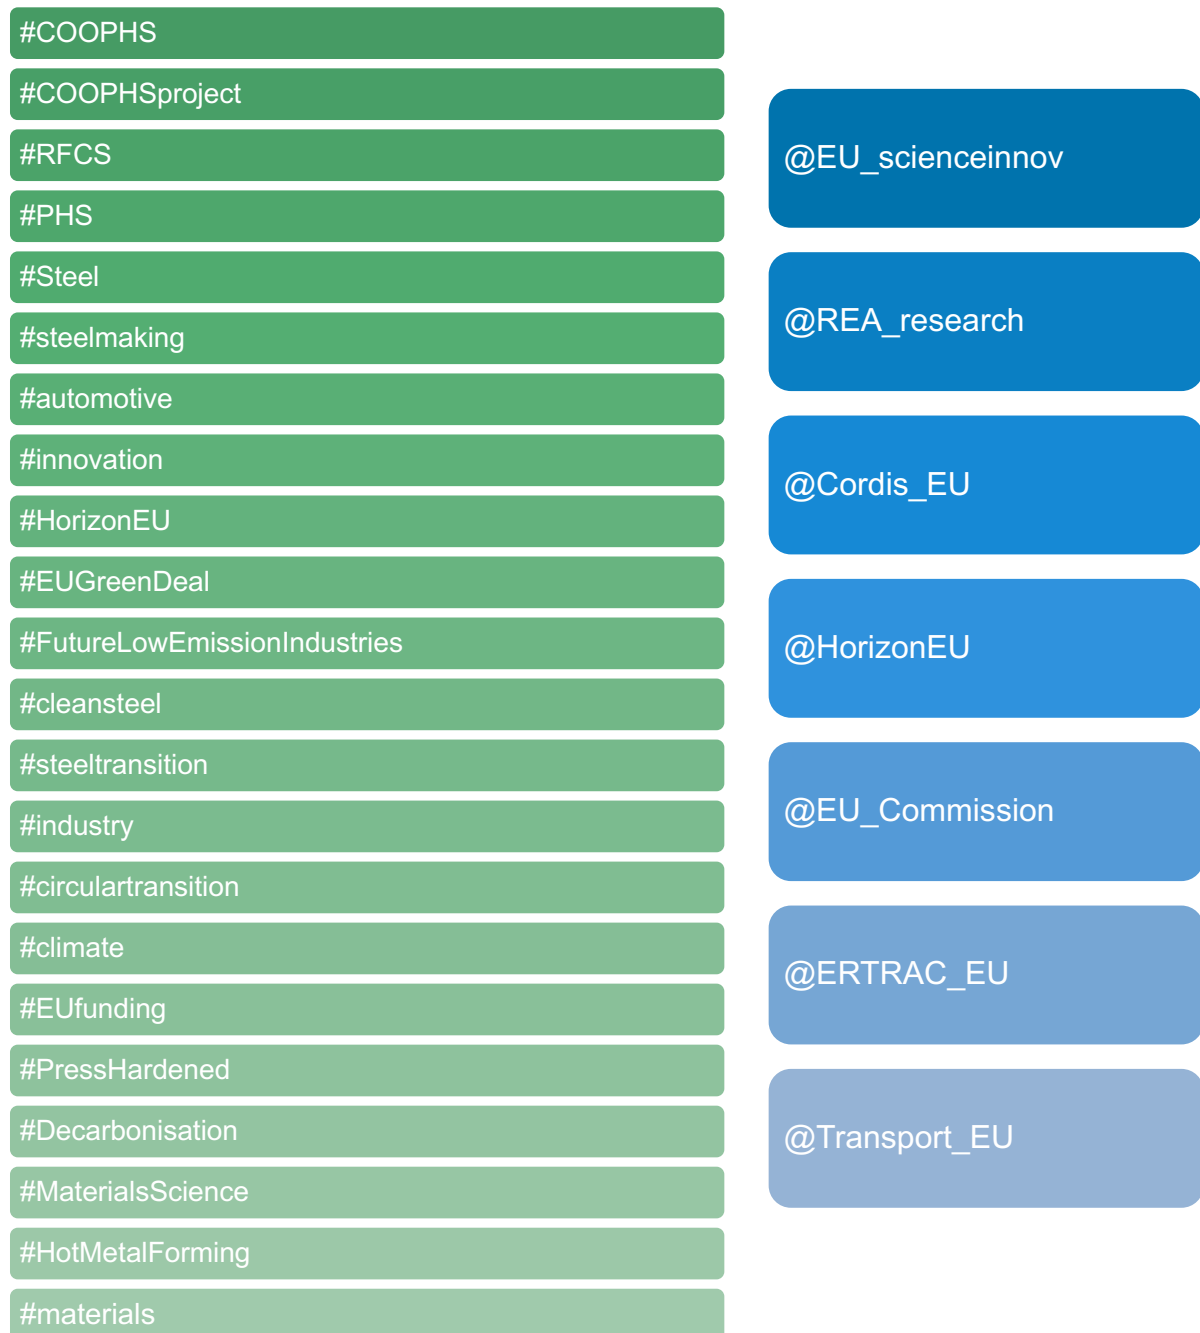 #COOPHS
#COOPHSproject
#RFCS
#PHS
#Steel
#steelmaking
#automotive
#innovation
#HorizonEU
#EUGreenDeal
#FutureLowEmissionIndustries
#cleansteel
#steeltransition
#industry
#circulartransition
#climate
#EUfunding
#PressHardened
#Decarbonisation
#MaterialsScience
#HotMetalForming
#materials
@EU_scienceinnov
@REA_research
@Cordis_EU
@HorizonEU
@EU_Commission
@ERTRAC_EU
@Transport_EU